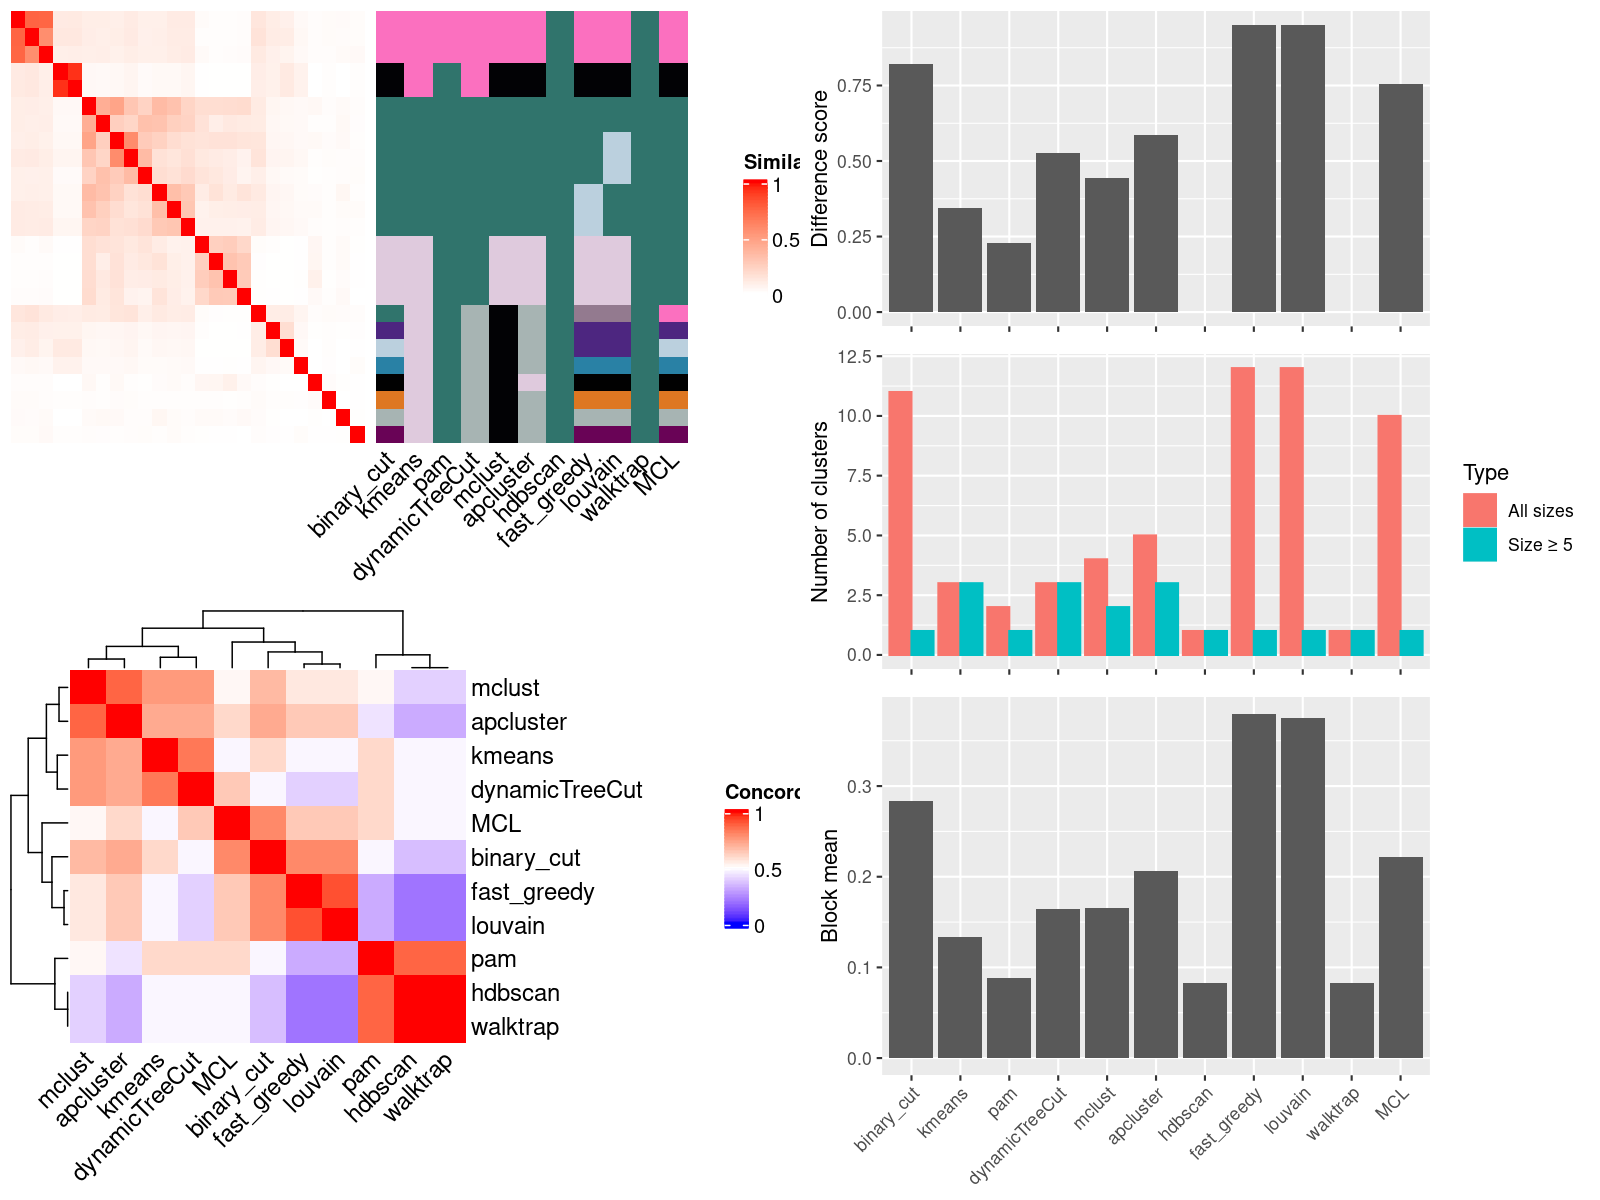 Simila
1
0.5
0
binary_cut
kmeans
pam
dynamicTreeCut
mclust
apcluster
hdbscan
fast_greedy
louvain
walktrap
MCL
mclust
apcluster
kmeans
dynamicTreeCut
MCL
binary_cut
fast_greedy
louvain
pam
hdbscan
walktrap
Concord
1
0.5
0
mclust
apcluster
kmeans
dynamicTreeCut
MCL
binary_cut
fast_greedy
louvain
pam
hdbscan
walktrap
Difference score
0.75
0.50
0.25
0.00
Number of clusters
12.5
10.0
7.5
5.0
2.5
0.0
Type
All sizes
Size ≥ 5
Block mean
0.3
0.2
0.1
0.0
binary_cut
kmeans
pam
dynamicTreeCut
mclust
apcluster
hdbscan
fast_greedy
louvain
walktrap
MCL